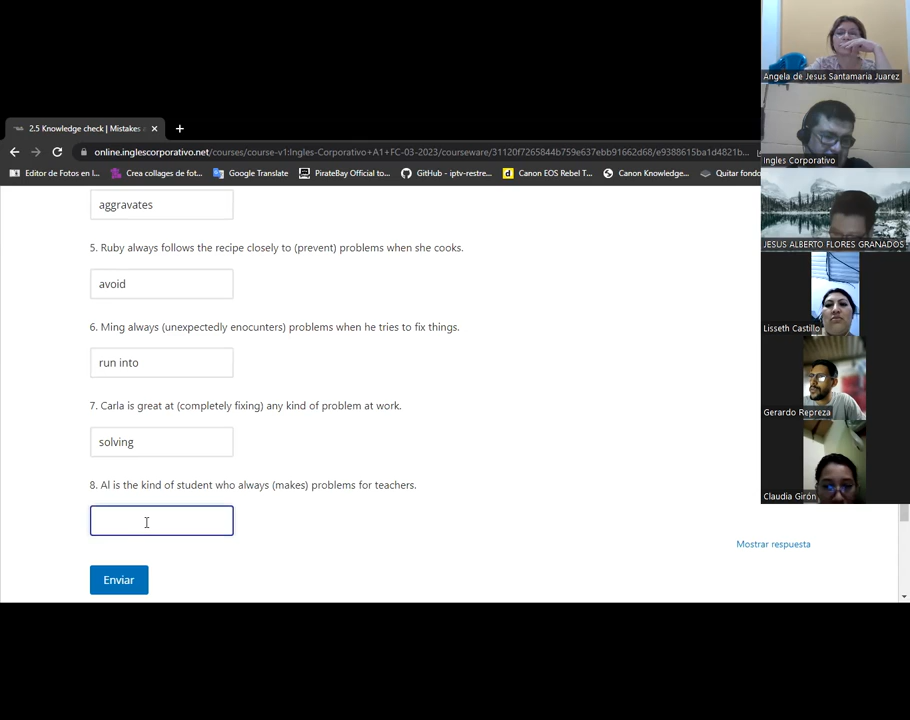 2.5 Knowledge check | Mistakes
online.inglescorporativo.net/courses/course-v1:Ingles-Corporativo+A1+FC-03-2023/courseware/31120f7265844b759e637ebb91662d68/e9388615ba1d4821b...
Editor de Fotos en l... Crea collages de fot... Google Translate PirateBay Official to... GitHub - iptv-restre... Canon EOS Rebel T... Canon Knowledge... Quitar fondo
aggravates
5. Ruby always follows the recipe closely to (prevent) problems when she cooks.
avoid
6. Ming always (unexpectedly enocunters) problems when he tries to fix things.
run into
7. Carla is great at (completely fixing) any kind of problem at work.
solving
8. Al is the kind of student who always (makes) problems for teachers.
Mostrar respuesta
Enviar
Angela de Jesus Santamaria Juarez
Ingles Corporativo
JESUS ALBERTO FLORES GRANADOS
Lisseth Castillo
Gerardo Repreza
Claudia Girón